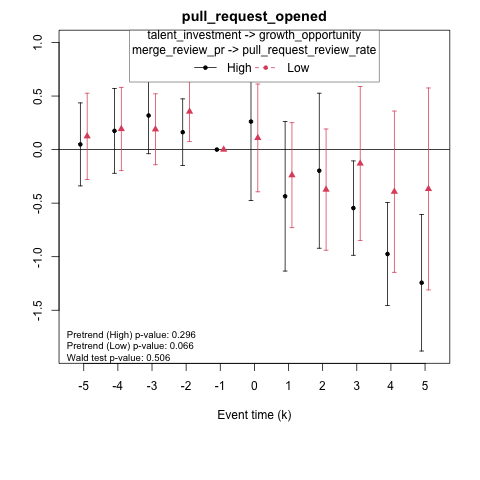 pull_request_opened
talent_investment -> growth_opportunity
merge_review_pr -> pull_request_review_rate
High Low
1.0
0.5
0.0
-0.5
-1.0
-1.5
Pretrend (High) p-value: 0.296
Pretrend (Low) p-value: 0.066
Wald test p-value: 0.506
-5 -4 -3 -2 -1 0 1 2 3 4 5
Event time (k)